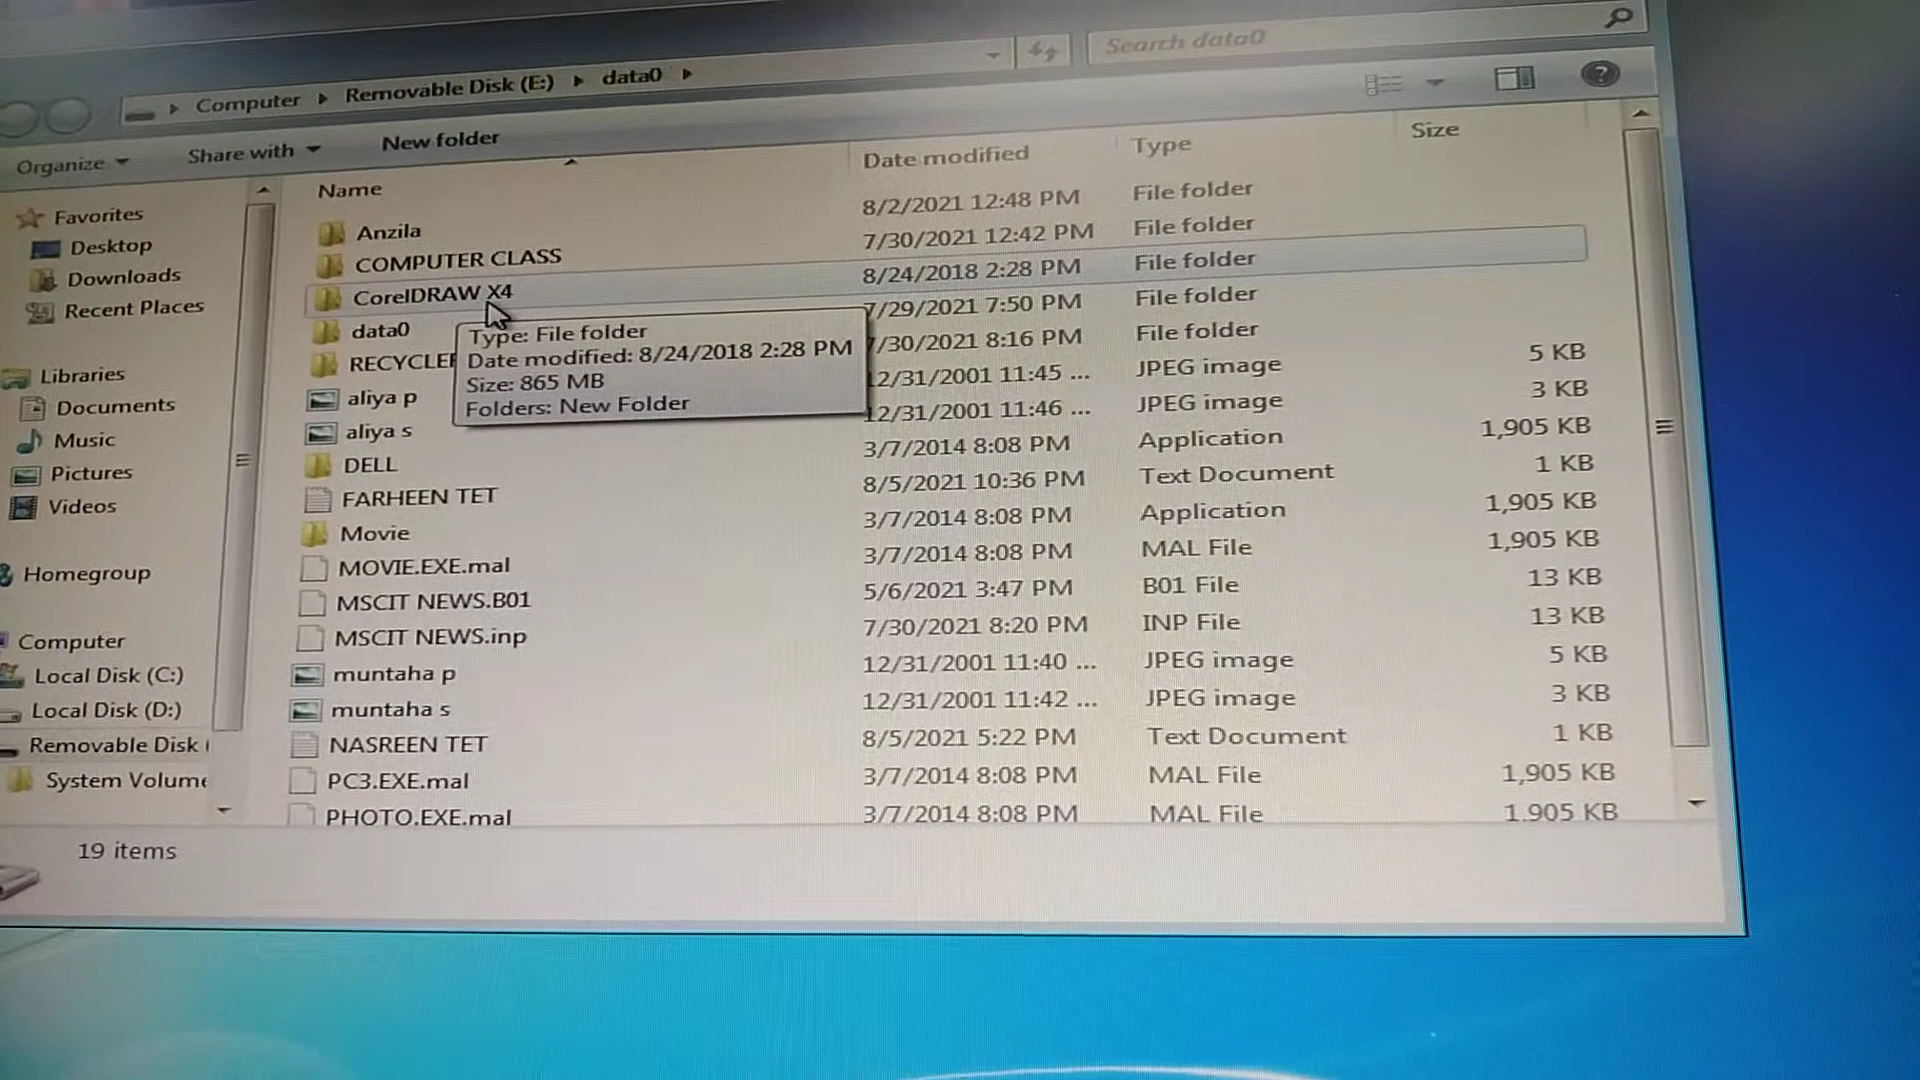 Search data0
Computer Removable Disk (E:) data0
Organize Share with New folder
Name Date modified Type Size
Favorites
Desktop
Downloads
Recent Places
Libraries
Documents
Music
Pictures
Videos
Homegroup
Computer
Local Disk (C:)
Local Disk (D:)
Removable Disk (
System Volume
Anzila 8/2/2021 12:48 PM File folder
COMPUTER CLASS 7/30/2021 12:42 PM File folder
CorelDRAW X4 8/24/2018 2:28 PM File folder
data0 7/29/2021 7:50 PM File folder
RECYCLER 7/30/2021 8:16 PM File folder
aliya p 12/31/2001 11:45 ... JPEG image 5 KB
aliya s 12/31/2001 11:46 ... JPEG image 3 KB
DELL 3/7/2014 8:08 PM Application 1,905 KB
FARHEEN TET 8/5/2021 10:36 PM Text Document 1 KB
Movie 3/7/2014 8:08 PM Application 1,905 KB
MOVIE.EXE.mal 3/7/2014 8:08 PM MAL File 1,905 KB
MSCIT NEWS.B01 5/6/2021 3:47 PM B01 File 13 KB
MSCIT NEWS.inp 7/30/2021 8:20 PM INP File 13 KB
muntaha p 12/31/2001 11:40 ... JPEG image 5 KB
muntaha s 12/31/2001 11:42 ... JPEG image 3 KB
NASREEN TET 8/5/2021 5:22 PM Text Document 1 KB
PC3.EXE.mal 3/7/2014 8:08 PM MAL File 1,905 KB
PHOTO.EXE.mal 3/7/2014 8:08 PM MAL File 1,905 KB
Type: File folder
Date modified: 8/24/2018 2:28 PM
Size: 865 MB
Folders: New Folder
19 items